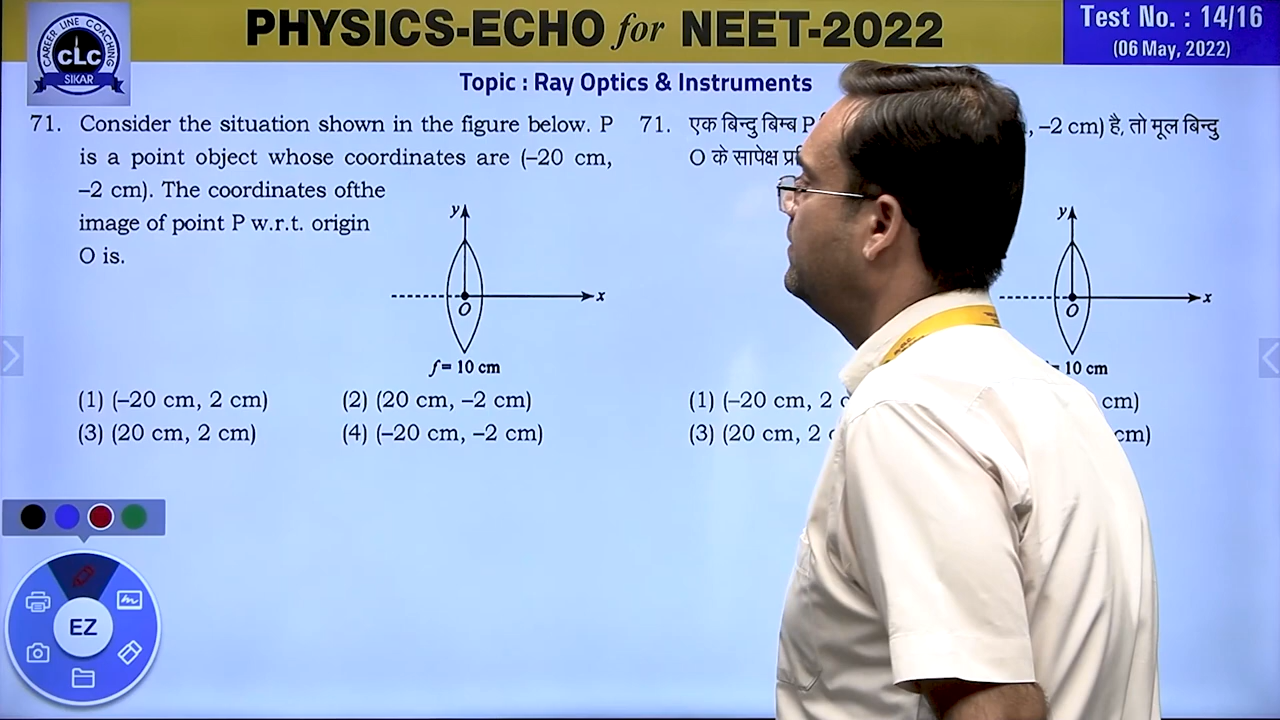 CAREER LINE COACHING
CLC
SIKAR
PHYSICS-ECHO for NEET-2022
Test No. : 14/16
(06 May, 2022)
Topic : Ray Optics & Instruments
71. Consider the situation shown in the figure below. P
is a point object whose coordinates are (–20 cm,
–2 cm). The coordinates ofthe
image of point P w.r.t. origin
O is.
y
x
O
f = 10 cm
(1) (–20 cm, 2 cm) (2) (20 cm, –2 cm)
(3) (20 cm, 2 cm) (4) (–20 cm, –2 cm)
71. एक बिन्दु बिम्ब P , –2 cm) है, तो मूल बिन्दु
O के सापेक्ष
y
x
O
= 10 cm
(1) (–20 cm, 2 cm)
(3) (20 cm, 2 cm)
EZ